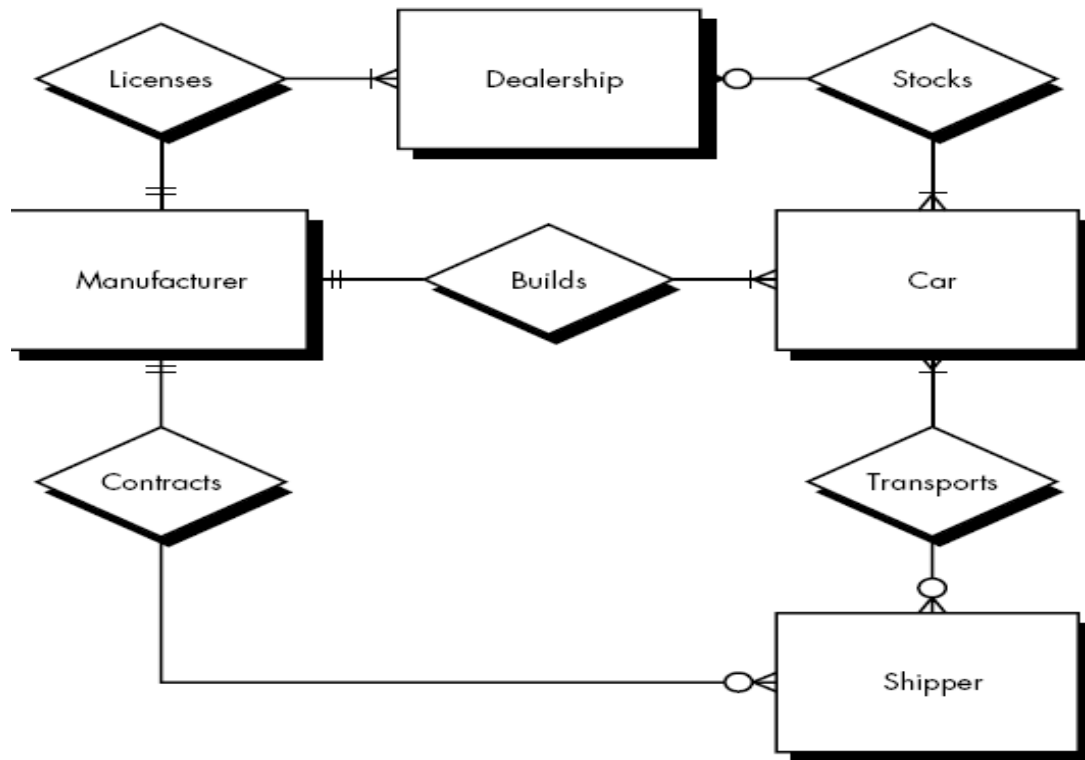 Licenses
Dealership
Stocks
Manufacturer
Builds
Car
Contracts
Transports
Shipper